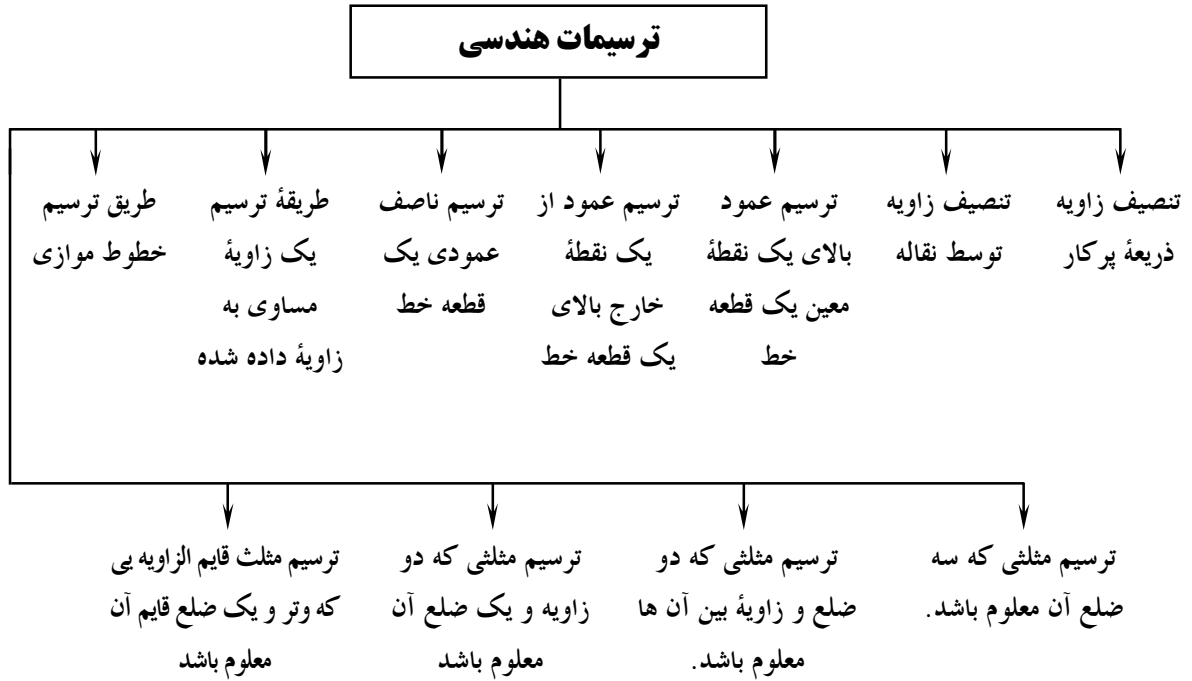 ترسیمات هندسی
تنصیف زاویه
ذریعهٔ پرکار
تنصیف زاویه
توسط نقاله
ترسیم عمود
بالای یک نقطهٔ
معین یک قطعه
خط
ترسیم عمود از
یک نقطهٔ
خارج بالای
یک قطعه خط
ترسیم ناصف
عمودی یک
قطعه خط
طریقهٔ ترسیم
یک زاویهٔ
مساوی به
زاویهٔ داده شده
طریق ترسیم
خطوط موازی
ترسیم مثلثی که سه
ضلع آن معلوم باشد.
ترسیم مثلثی که دو
ضلع و زاویهٔ بین آن ها
معلوم باشد.
ترسیم مثلثی که دو
زاویه و یک ضلع آن
معلوم باشد
ترسیم مثلث قایم الزاویه یی
که وتر و یک ضلع قایم آن
معلوم باشد